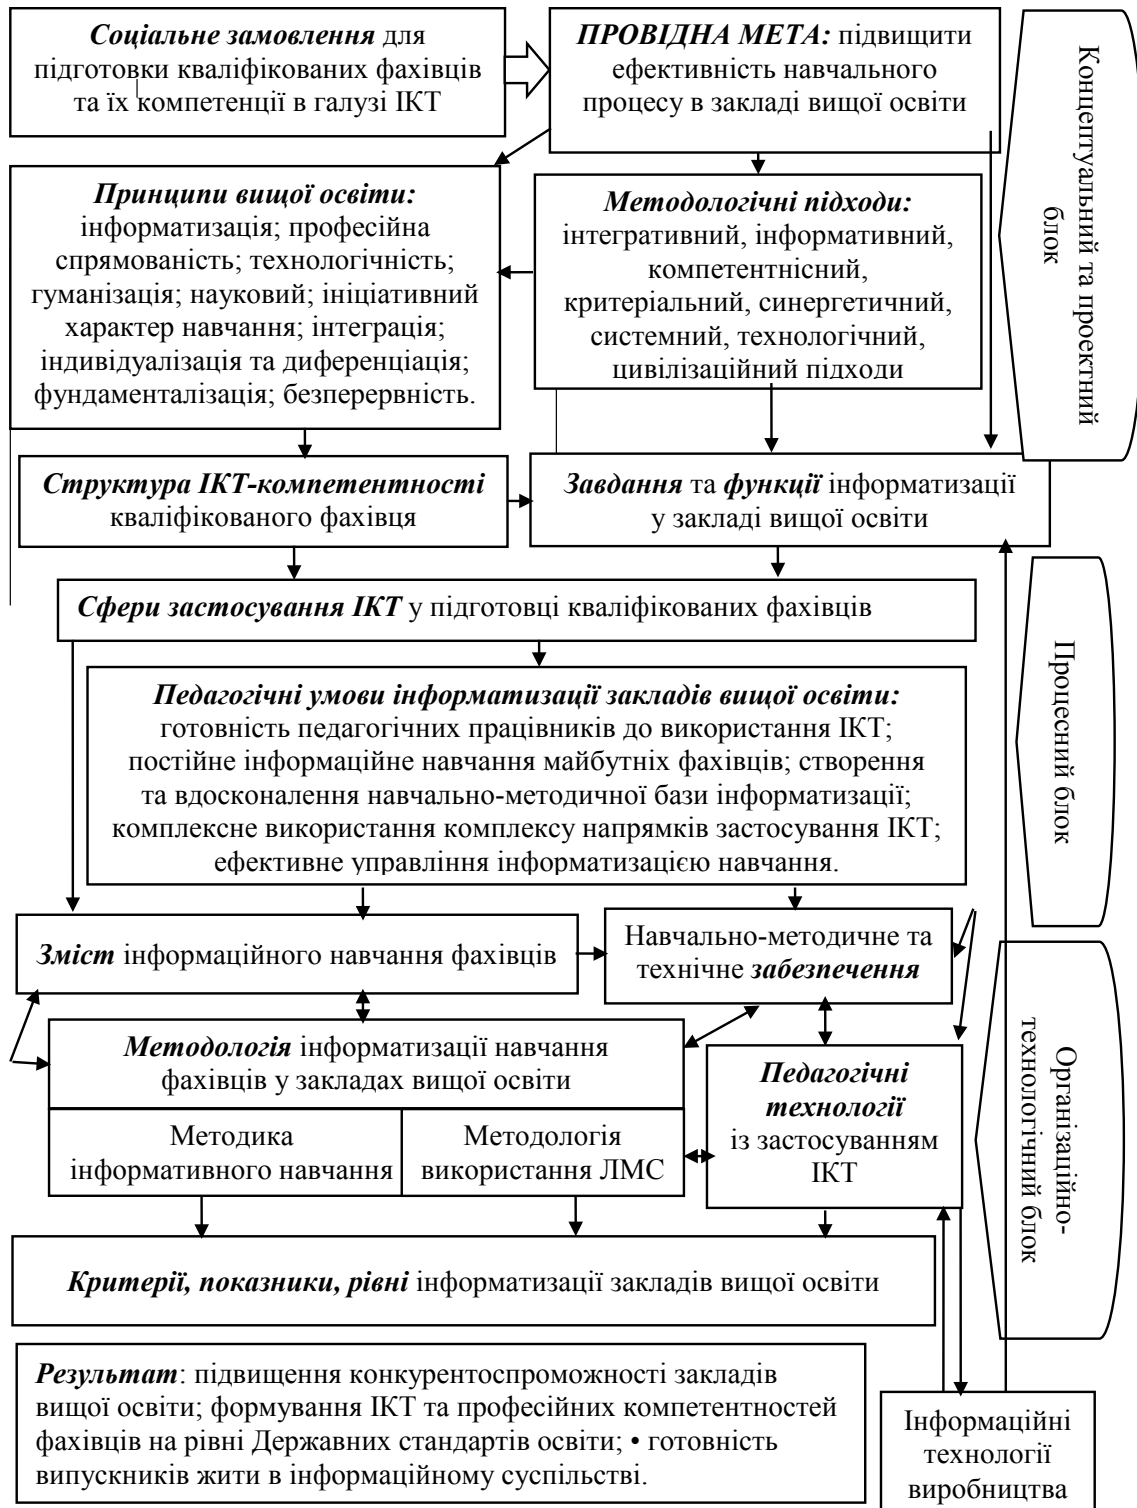 Соціальне замовлення для
підготовки кваліфікованих фахівців
та їх компетенції в галузі ІКТ
ПРОВІДНА МЕТА: підвищити
ефективність навчального
процесу в закладі вищої освіти
Концептуальний та проектний
блок
Принципи вищої освіти:
інформатизація; професійна
спрямованість; технологічність;
гуманізація; науковий; ініціативний
характер навчання; інтеграція;
індивідуалізація та диференціація;
фундаменталізація; безперервність.
Методологічні підходи:
інтегративний, інформативний,
компетентнісний,
критеріальний, синергетичний,
системний, технологічний,
цивілізаційний підходи
Структура ІКТ-компетентності
кваліфікованого фахівця
Завдання та функції інформатизації
у закладі вищої освіти
Сфери застосування ІКТ у підготовці кваліфікованих фахівців
Процесний блок
Педагогічні умови інформатизації закладів вищої освіти:
готовність педагогічних працівників до використання ІКТ;
постійне інформаційне навчання майбутніх фахівців; створення
та вдосконалення навчально-методичної бази інформатизації;
комплексне використання комплексу напрямків застосування ІКТ;
ефективне управління інформатизацією навчання.
Зміст інформаційного навчання фахівців
Навчально-методичне та
технічне забезпечення
Організаційно-
технологічний блок
Методологія інформатизації навчання
фахівців у закладах вищої освіти
Методика
інформативного навчання
Методологія
використання ЛМС
Педагогічні
технології
із застосуванням
ІКТ
Критерії, показники, рівні інформатизації закладів вищої освіти
Результат: підвищення конкурентоспроможності закладів
вищої освіти; формування ІКТ та професійних компетентностей
фахівців на рівні Державних стандартів освіти; • готовність
випускників жити в інформаційному суспільстві.
Інформаційні
технології
виробництва